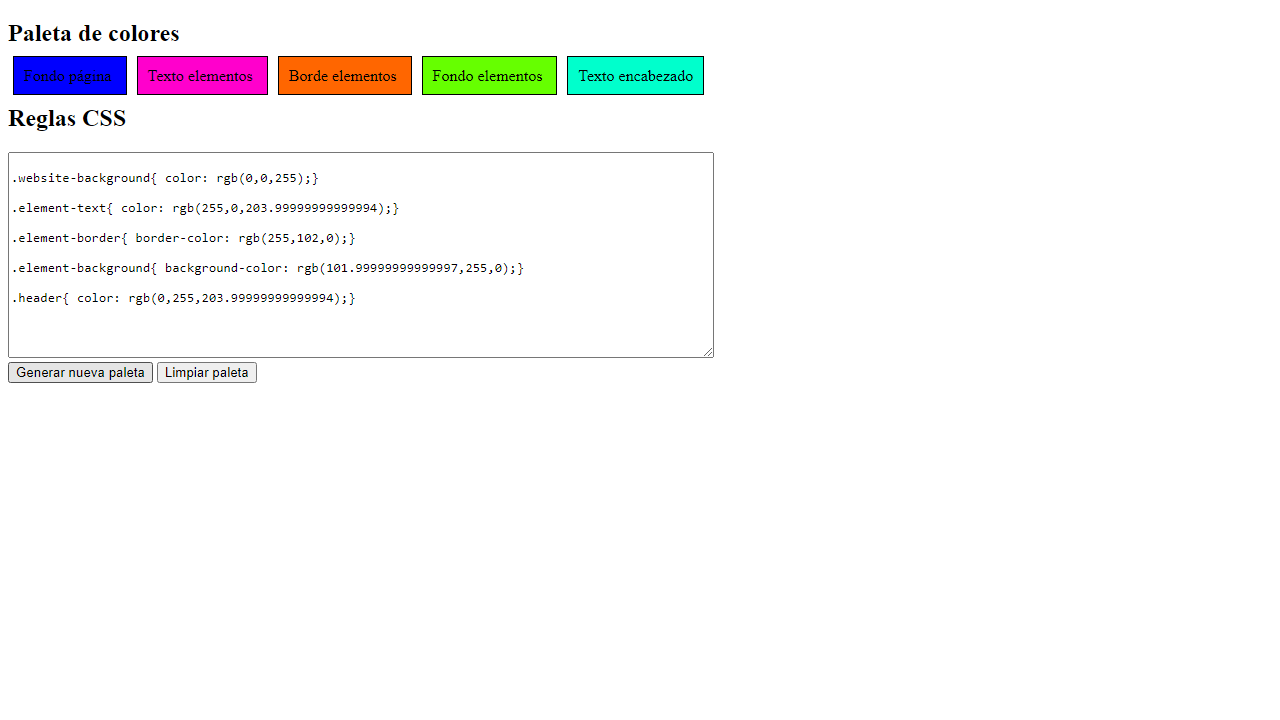 Paleta de colores
Fondo página Texto elementos Borde elementos Fondo elementos Texto encabezado
Reglas CSS
.website-background{ color: rgb(0,0,255);}
.element-text{ color: rgb(255,0,203.99999999999994);}
.element-border{ border-color: rgb(255,102,0);}
.element-background{ background-color: rgb(101.99999999999997,255,0);}
.header{ color: rgb(0,255,203.99999999999994);}
Generar nueva paleta Limpiar paleta